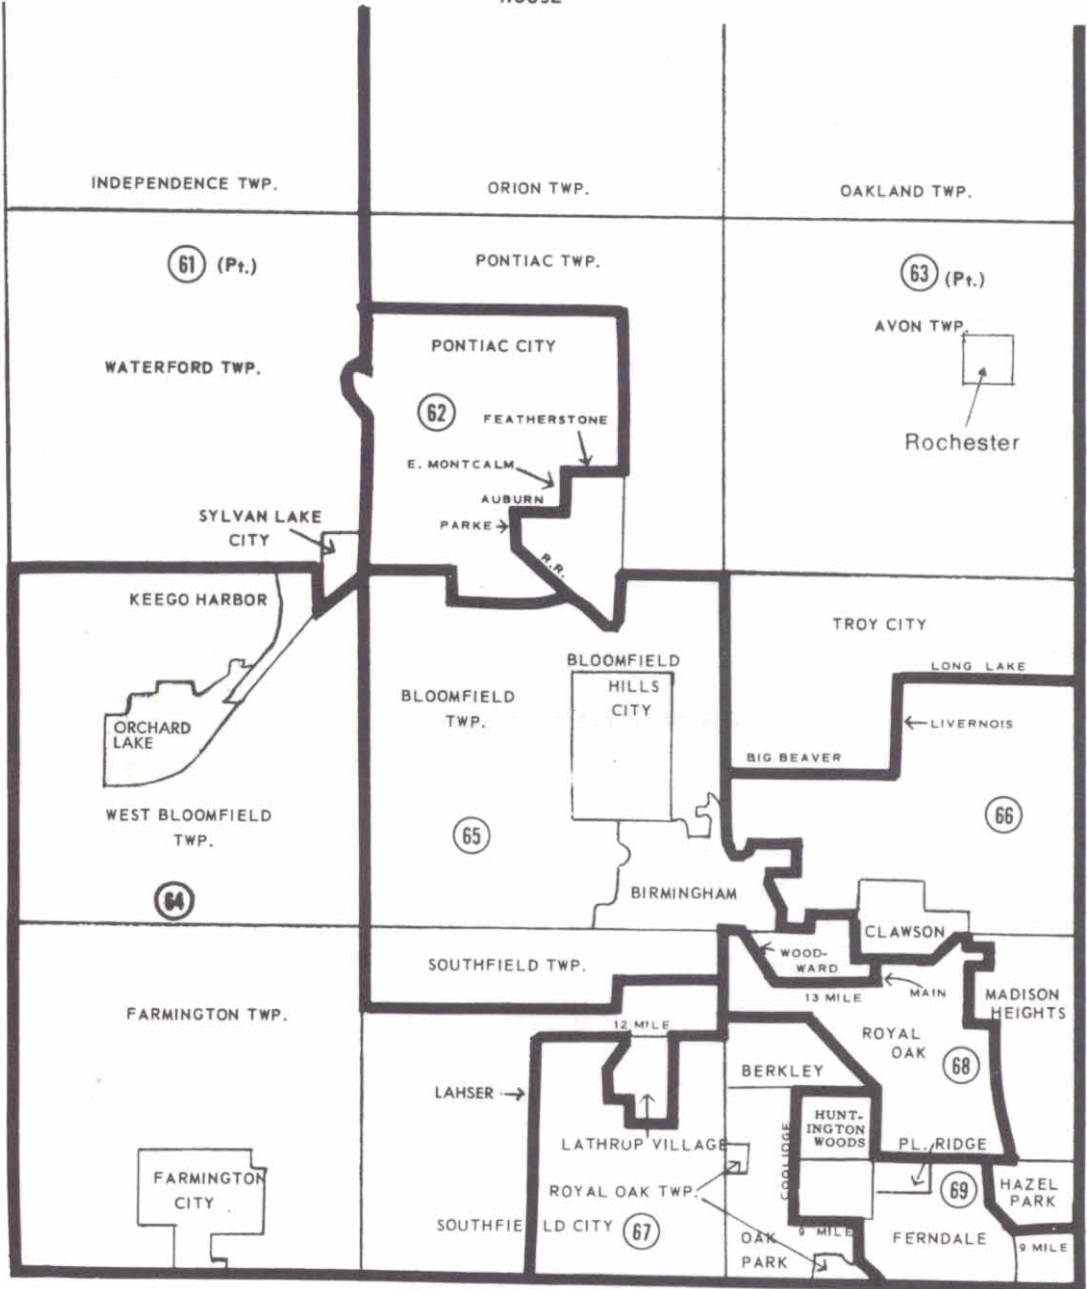 HOUSE
INDEPENDENCE TWP.
ORION TWP.
OAKLAND TWP.
61 (Pt.)
PONTIAC TWP.
63 (Pt.)
AVON TWP.
PONTIAC CITY
WATERFORD TWP.
62
FEATHERSTONE
Rochester
E. MONTCALM
AUBURN
PARKE
SYLVAN LAKE
CITY
R.R.
KEEGO HARBOR
TROY CITY
BLOOMFIELD
HILLS
CITY
LONG LAKE
BLOOMFIELD
TWP.
ORCHARD
LAKE
LIVERNOIS
BIG BEAVER
WEST BLOOMFIELD
TWP.
66
65
64
BIRMINGHAM
CLAWSON
WOOD-
WARD
SOUTHFIELD TWP.
13 MILE
MAIN
MADISON
HEIGHTS
FARMINGTON TWP.
12 MILE
ROYAL
OAK
68
BERKLEY
LAHSER
HUNT-
INGTON
WOODS
LATHRUP VILLAGE
COOLIDGE
PL. RIDGE
FARMINGTON
CITY
ROYAL OAK TWP.
69
HAZEL
PARK
SOUTHFIELD CITY
67
9 MILE
OAK
PARK
FERNDALE
9 MILE